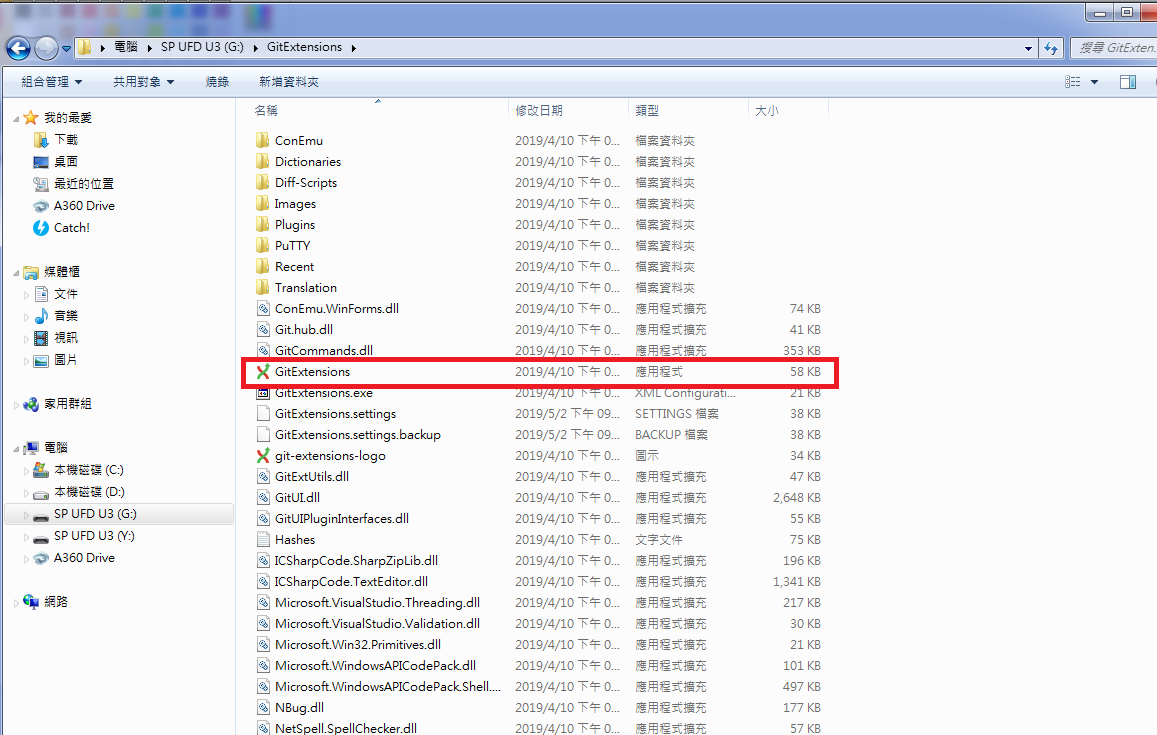 電腦 SP UFD U3 (G:) GitExtensions 搜尋 GitExten...
組合管理 共用對象 燒錄 新增資料夾
我的最愛
下載
桌面
最近的位置
A360 Drive
Catch!
媒體櫃
文件
音樂
視訊
圖片
家用群組
電腦
本機磁碟 (C:)
本機磁碟 (D:)
SP UFD U3 (G:)
SP UFD U3 (Y:)
A360 Drive
網路
名稱 修改日期 類型 大小
ConEmu 2019/4/10 下午 0... 檔案資料夾
Dictionaries 2019/4/10 下午 0... 檔案資料夾
Diff-Scripts 2019/4/10 下午 0... 檔案資料夾
Images 2019/4/10 下午 0... 檔案資料夾
Plugins 2019/4/10 下午 0... 檔案資料夾
PuTTY 2019/4/10 下午 0... 檔案資料夾
Recent 2019/4/10 下午 0... 檔案資料夾
Translation 2019/4/10 下午 0... 檔案資料夾
ConEmu.WinForms.dll 2019/4/10 下午 0... 應用程式擴充 74 KB
Git.hub.dll 2019/4/10 下午 0... 應用程式擴充 41 KB
GitCommands.dll 2019/4/10 下午 0... 應用程式擴充 353 KB
GitExtensions 2019/4/10 下午 0... 應用程式 58 KB
GitExtensions.exe 2019/4/10 下午 0... XML Configurati... 21 KB
GitExtensions.settings 2019/5/2 下午 09... SETTINGS 檔案 38 KB
GitExtensions.settings.backup 2019/5/2 下午 09... BACKUP 檔案 38 KB
git-extensions-logo 2019/4/10 下午 0... 圖示 34 KB
GitExtUtils.dll 2019/4/10 下午 0... 應用程式擴充 47 KB
GitUI.dll 2019/4/10 下午 0... 應用程式擴充 2,648 KB
GitUIPluginInterfaces.dll 2019/4/10 下午 0... 應用程式擴充 55 KB
Hashes 2019/4/10 下午 0... 文字文件 75 KB
ICSharpCode.SharpZipLib.dll 2019/4/10 下午 0... 應用程式擴充 196 KB
ICSharpCode.TextEditor.dll 2019/4/10 下午 0... 應用程式擴充 1,341 KB
Microsoft.VisualStudio.Threading.dll 2019/4/10 下午 0... 應用程式擴充 217 KB
Microsoft.VisualStudio.Validation.dll 2019/4/10 下午 0... 應用程式擴充 30 KB
Microsoft.Win32.Primitives.dll 2019/4/10 下午 0... 應用程式擴充 21 KB
Microsoft.WindowsAPICodePack.dll 2019/4/10 下午 0... 應用程式擴充 101 KB
Microsoft.WindowsAPICodePack.Shell.... 2019/4/10 下午 0... 應用程式擴充 497 KB
NBug.dll 2019/4/10 下午 0... 應用程式擴充 177 KB
NetSpell.SpellChecker.dll 2019/4/10 下午 0... 應用程式擴充 57 KB